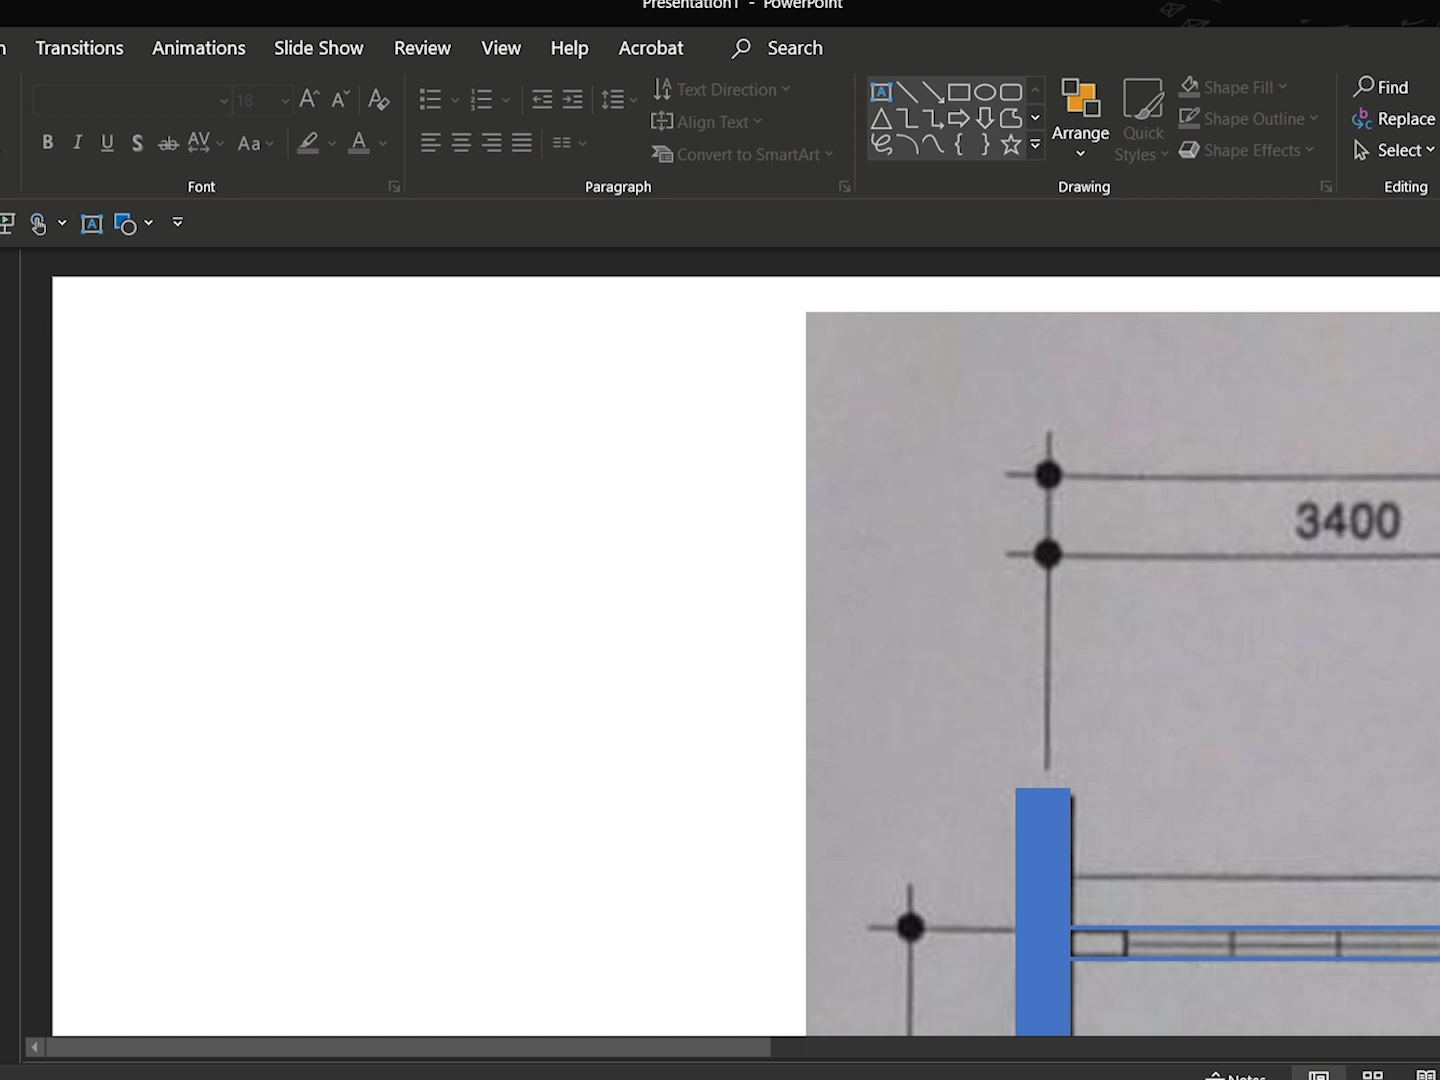 Presentation1 - PowerPoint
Transitions Animations Slide Show Review View Help Acrobat Search
18
Text Direction
Align Text
Convert to SmartArt
Arrange
Quick Styles
Shape Fill
Shape Outline
Shape Effects
Find
Replace
Select
Font
Paragraph
Drawing
Editing
3400
Notes